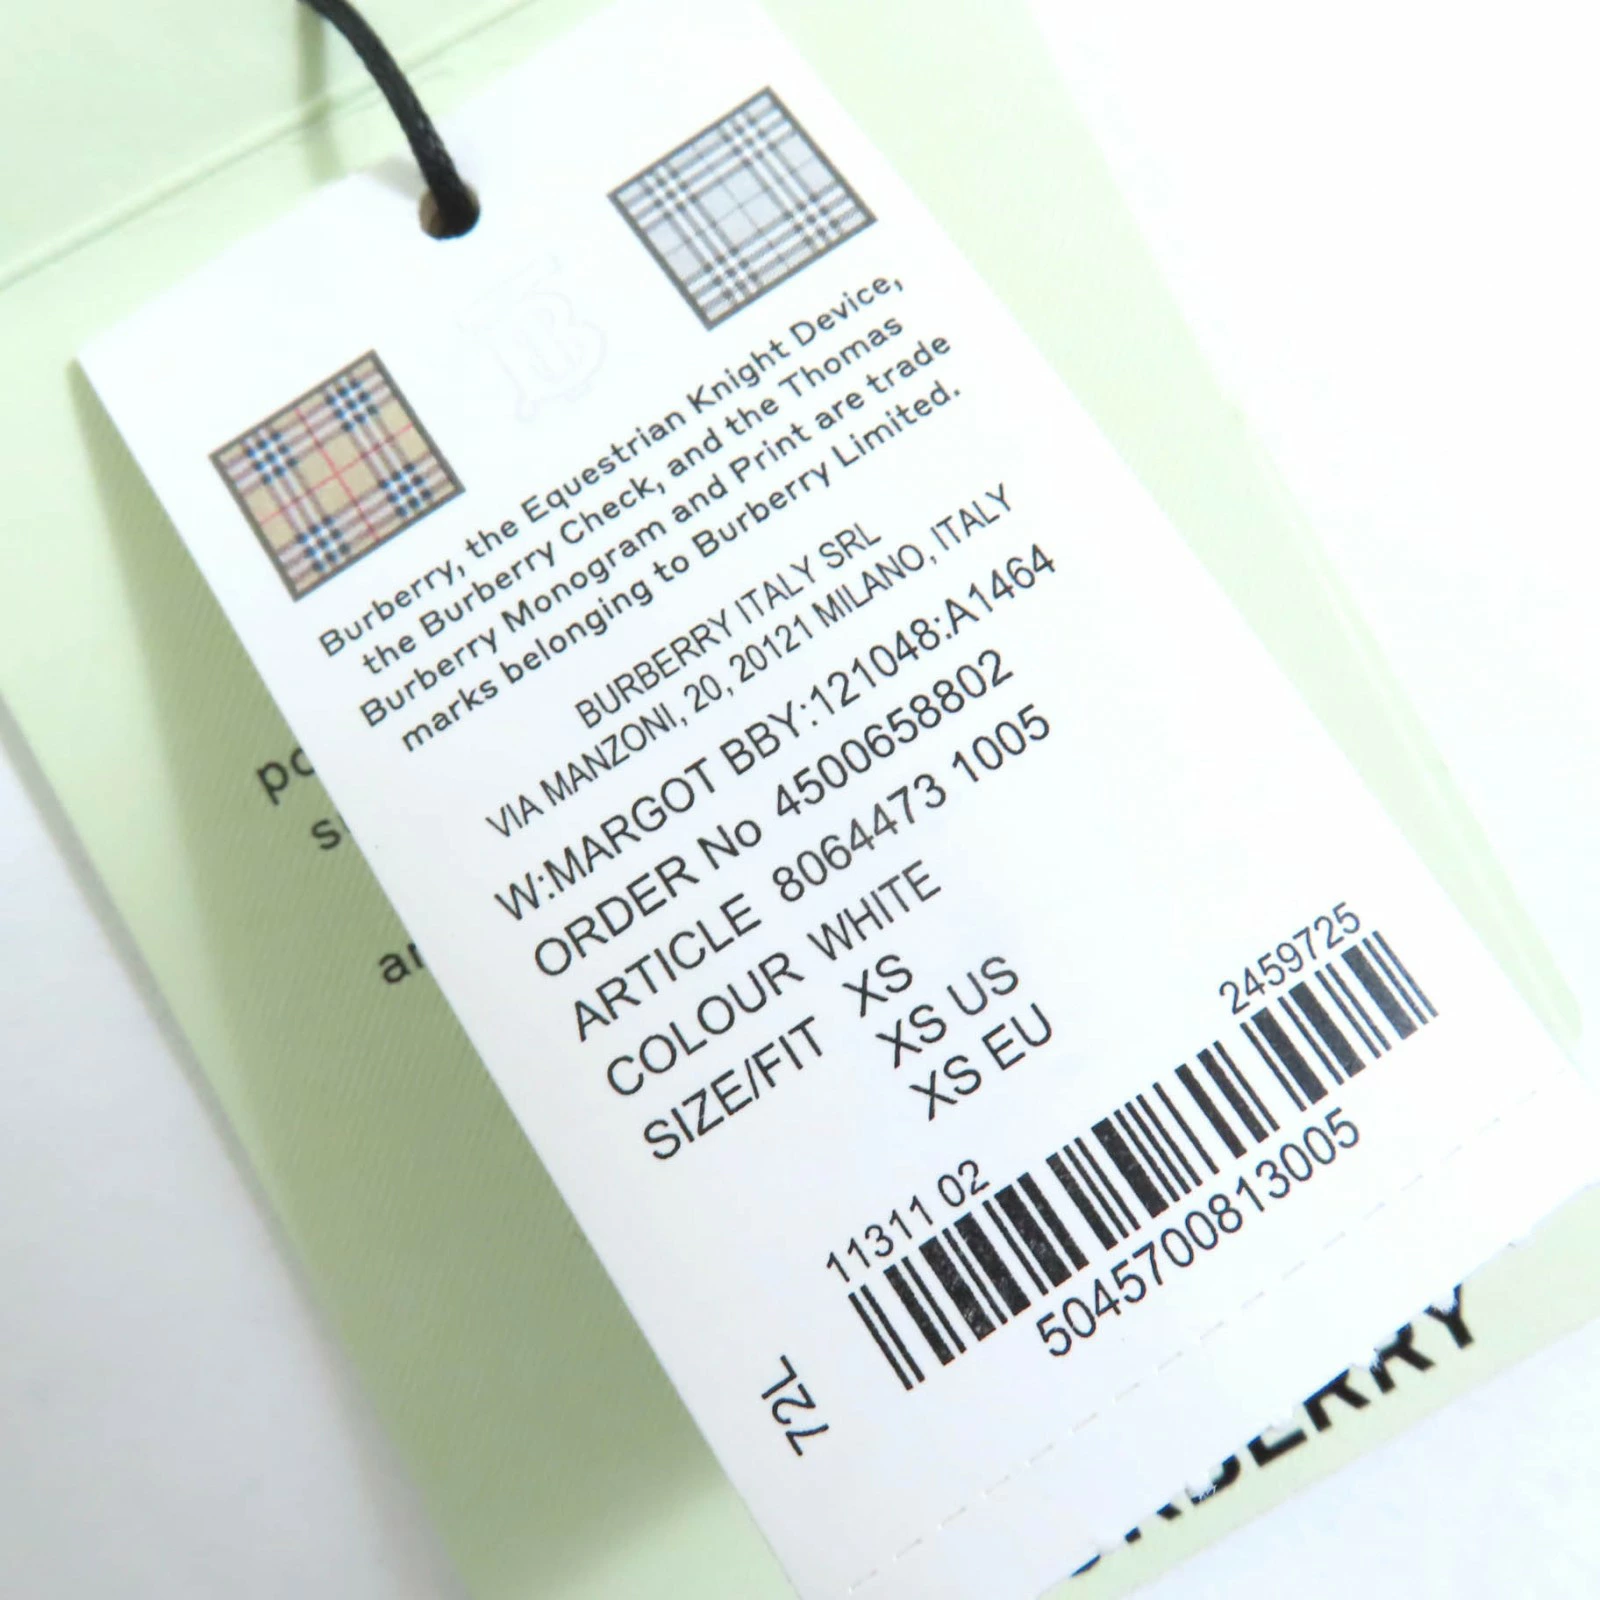 Burberry, the Equestrian Knight Device,
the Burberry Check, and the Thomas
Burberry Monogram and Print are trade
marks belonging to Burberry Limited.
BURBERRY ITALY SRL
VIA MANZONI, 20, 20121 MILANO, ITALY
W:MARGOT BBY:121048:A1464
ORDER No 4500658802
ARTICLE 8064473 1005
COLOUR WHITE
SIZE/FIT XS
XS US
XS EU
11311 02 2459725
5045700813005
72L